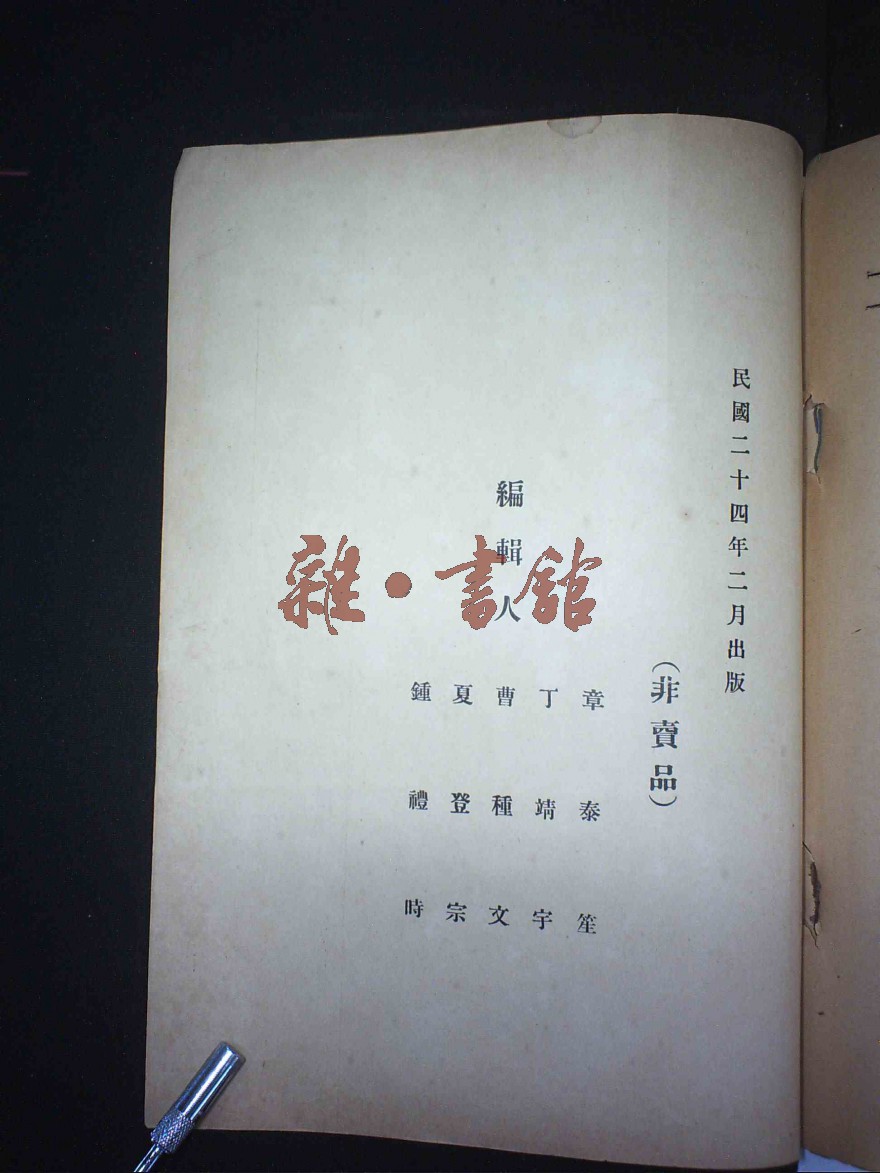 民國二十四年二月出版
（非賣品）
編輯人
章泰笙
丁靖宇
曹種文
夏登宗
鍾禮時
雜·書館